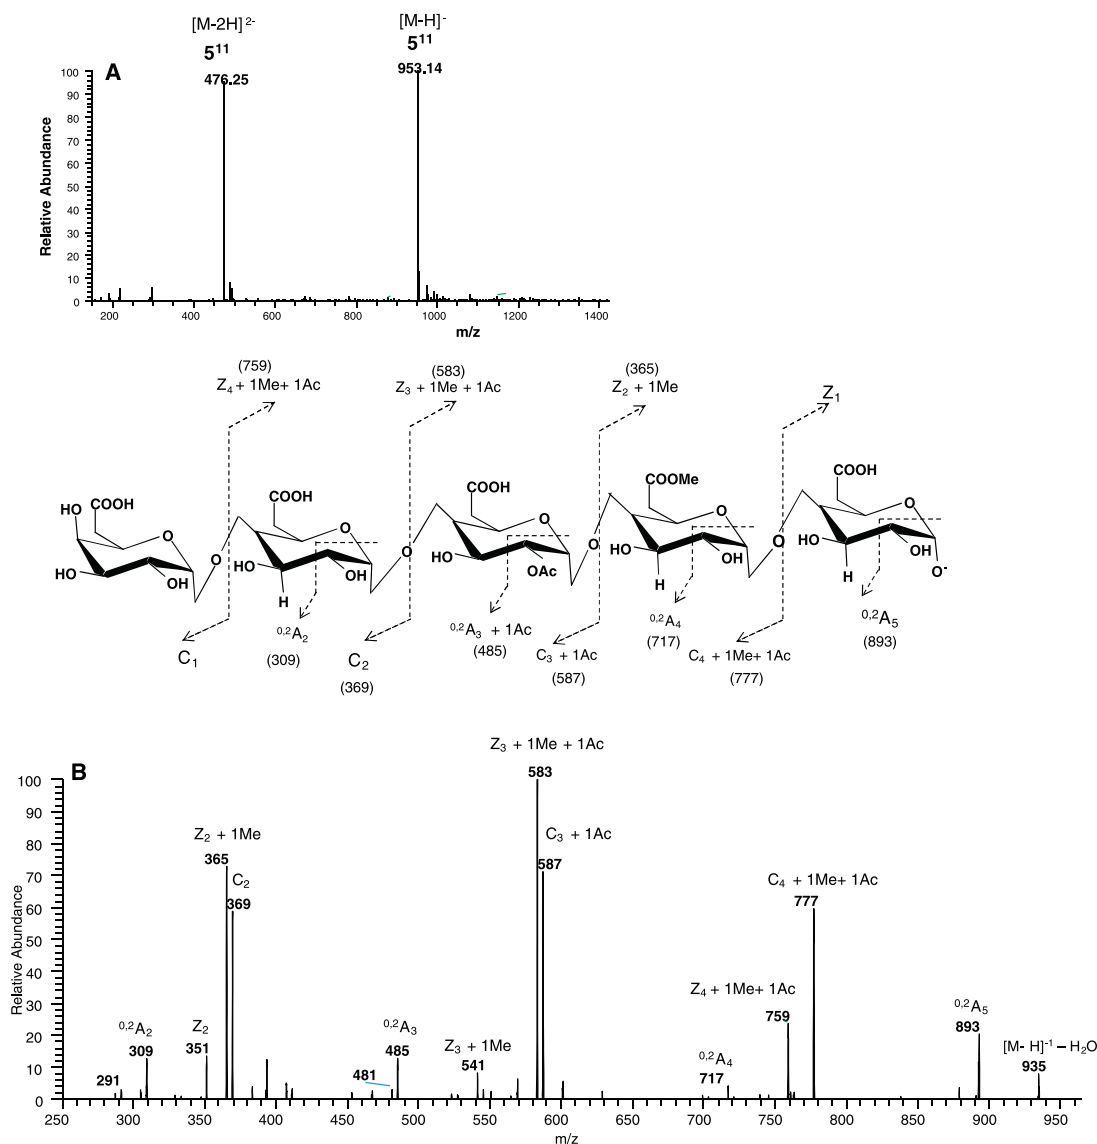 [M-2H] 2-
[M-H]-
5¹¹
5¹¹
A
476.25
953.14
100
90
80
70
60
50
40
30
20
10
0
Relative Abundance
200
400
600
800
1000
1200
1400
m/z
(759)
Z₄ + 1Me+ 1Ac
(583)
Z₃ + 1Me + 1Ac
(365)
Z₂ + 1Me
Z₁
HO
COOH
O
HO
OH
O
COOH
O
HO
OH
H
O
COOH
O
HO
OAc
O
COOMe
O
HO
OH
H
O
COOH
O
HO
OH
H
O-
C₁
0,2A₂
(309)
C₂
(369)
0,2A₃ + 1Ac
(485)
C₃ + 1Ac
(587)
0,2A₄
(717)
C₄ + 1Me+ 1Ac
(777)
0,2A₅
(893)
B
100
90
80
70
60
50
40
30
20
10
0
Relative Abundance
Z₃ + 1Me + 1Ac
583
Z₂ + 1Me
365
C₂
369
C₃ + 1Ac
587
C₄ + 1Me+ 1Ac
777
Z₄ + 1Me+ 1Ac
759
0,2A₂
309
291
Z₂
351
0,2A₃
485
481
Z₃ + 1Me
541
0,2A₄
717
0,2A₅
893
[M- H]-1 – H₂O
935
250
300
350
400
450
500
550
600
650
700
750
800
850
900
950
m/z